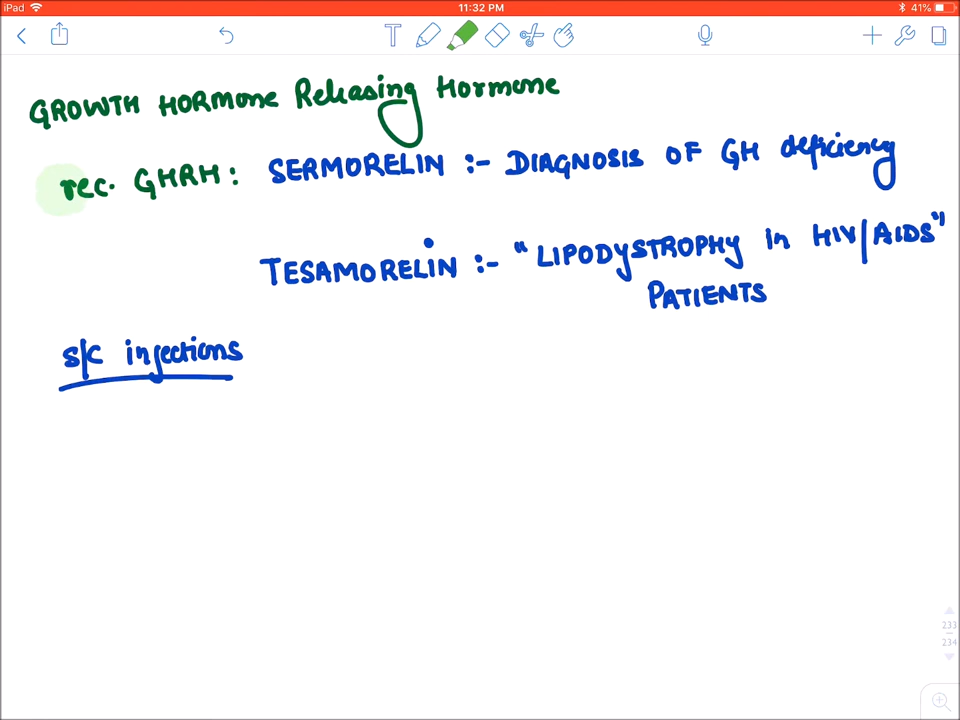 iPad 11:32 PM 41%
T
GROWTH HORMONE Releasing Hormone
rec. GHRH: SERMORELIN :- DIAGNOSIS OF GH deficiency
TESAMORELIN :- "LIPODYSTROPHY in HIV/AIDS"
PATIENTS
S/C injections
233
234